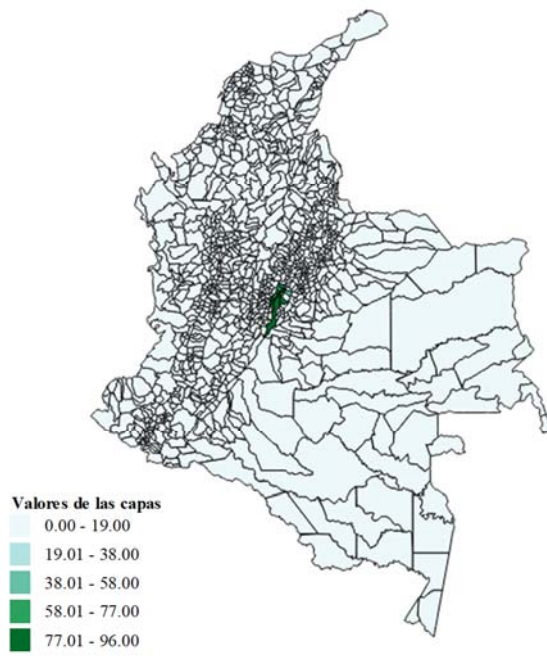 Valores de las capas
0.00 - 19.00
19.01 - 38.00
38.01 - 58.00
58.01 - 77.00
77.01 - 96.00